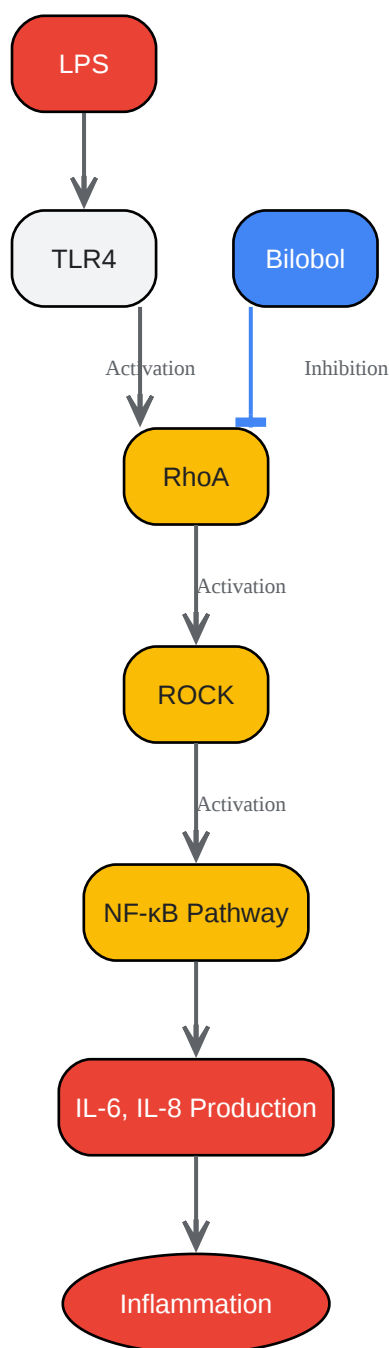 LPS
TLR4
Bilobol
Activation
Inhibition
RhoA
Activation
ROCK
Activation
NF-κB Pathway
IL-6, IL-8 Production
Inflammation